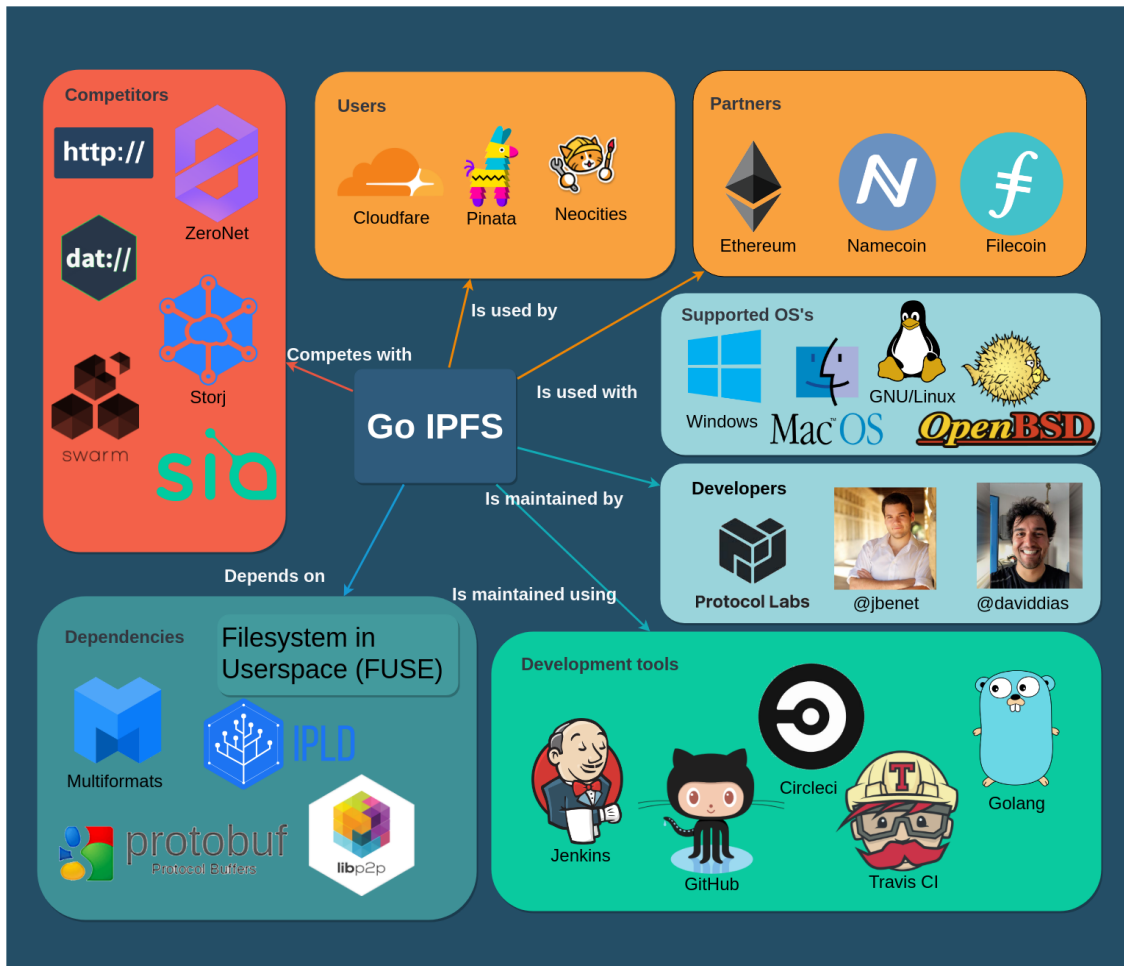 Competitors
http://
ZeroNet
dat://
Storj
swarm
sia
Users
Cloudfare
Pinata
Neocities
Partners
Ethereum
Namecoin
Filecoin
Is used by
Competes with
Is used with
Go IPFS
Supported OS's
Windows
Mac™OS
GNU/Linux
OpenBSD
Is maintained by
Developers
Protocol Labs
@jbenet
@daviddias
Depends on
Is maintained using
Dependencies
Filesystem in
Userspace (FUSE)
Multiformats
IPLD
protobuf
Protocol Buffers
libp2p
Development tools
Jenkins
GitHub
Circleci
T
Travis CI
Golang